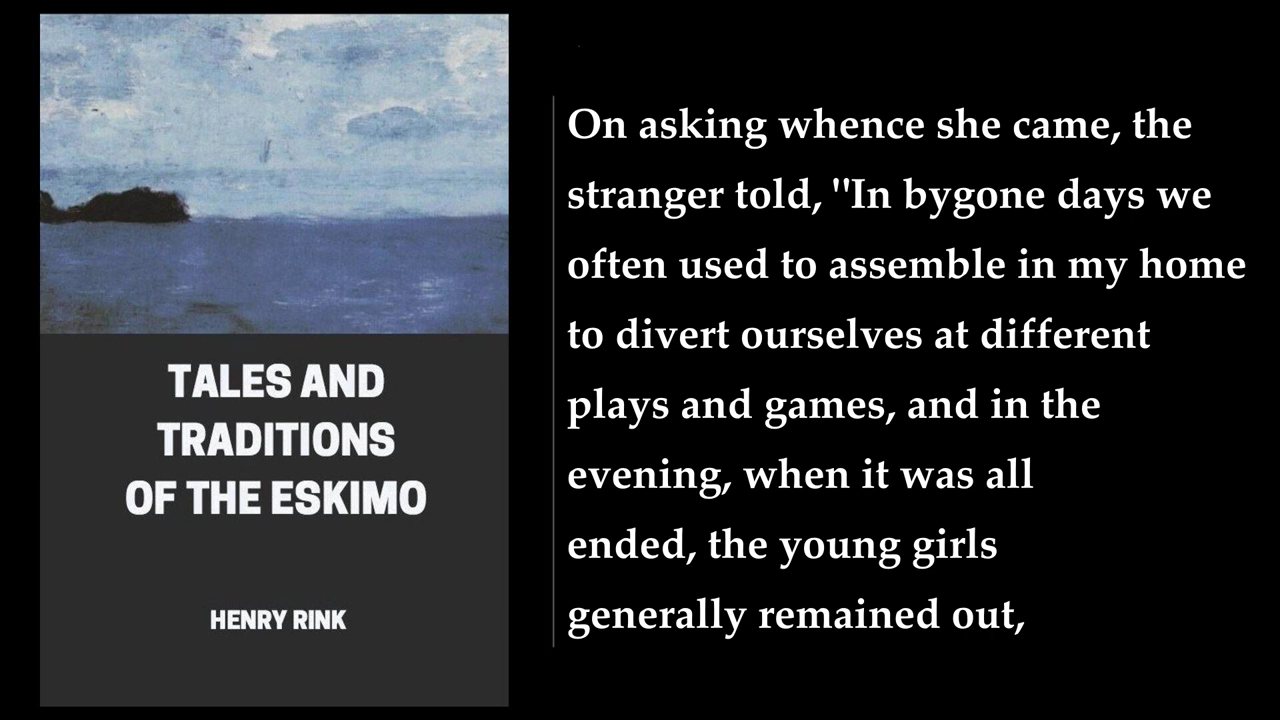 TALES AND
TRADITIONS
OF THE ESKIMO
HENRY RINK
On asking whence she came, the
stranger told, "In bygone days we
often used to assemble in my home
to divert ourselves at different
plays and games, and in the
evening, when it was all
ended, the young girls
generally remained out,